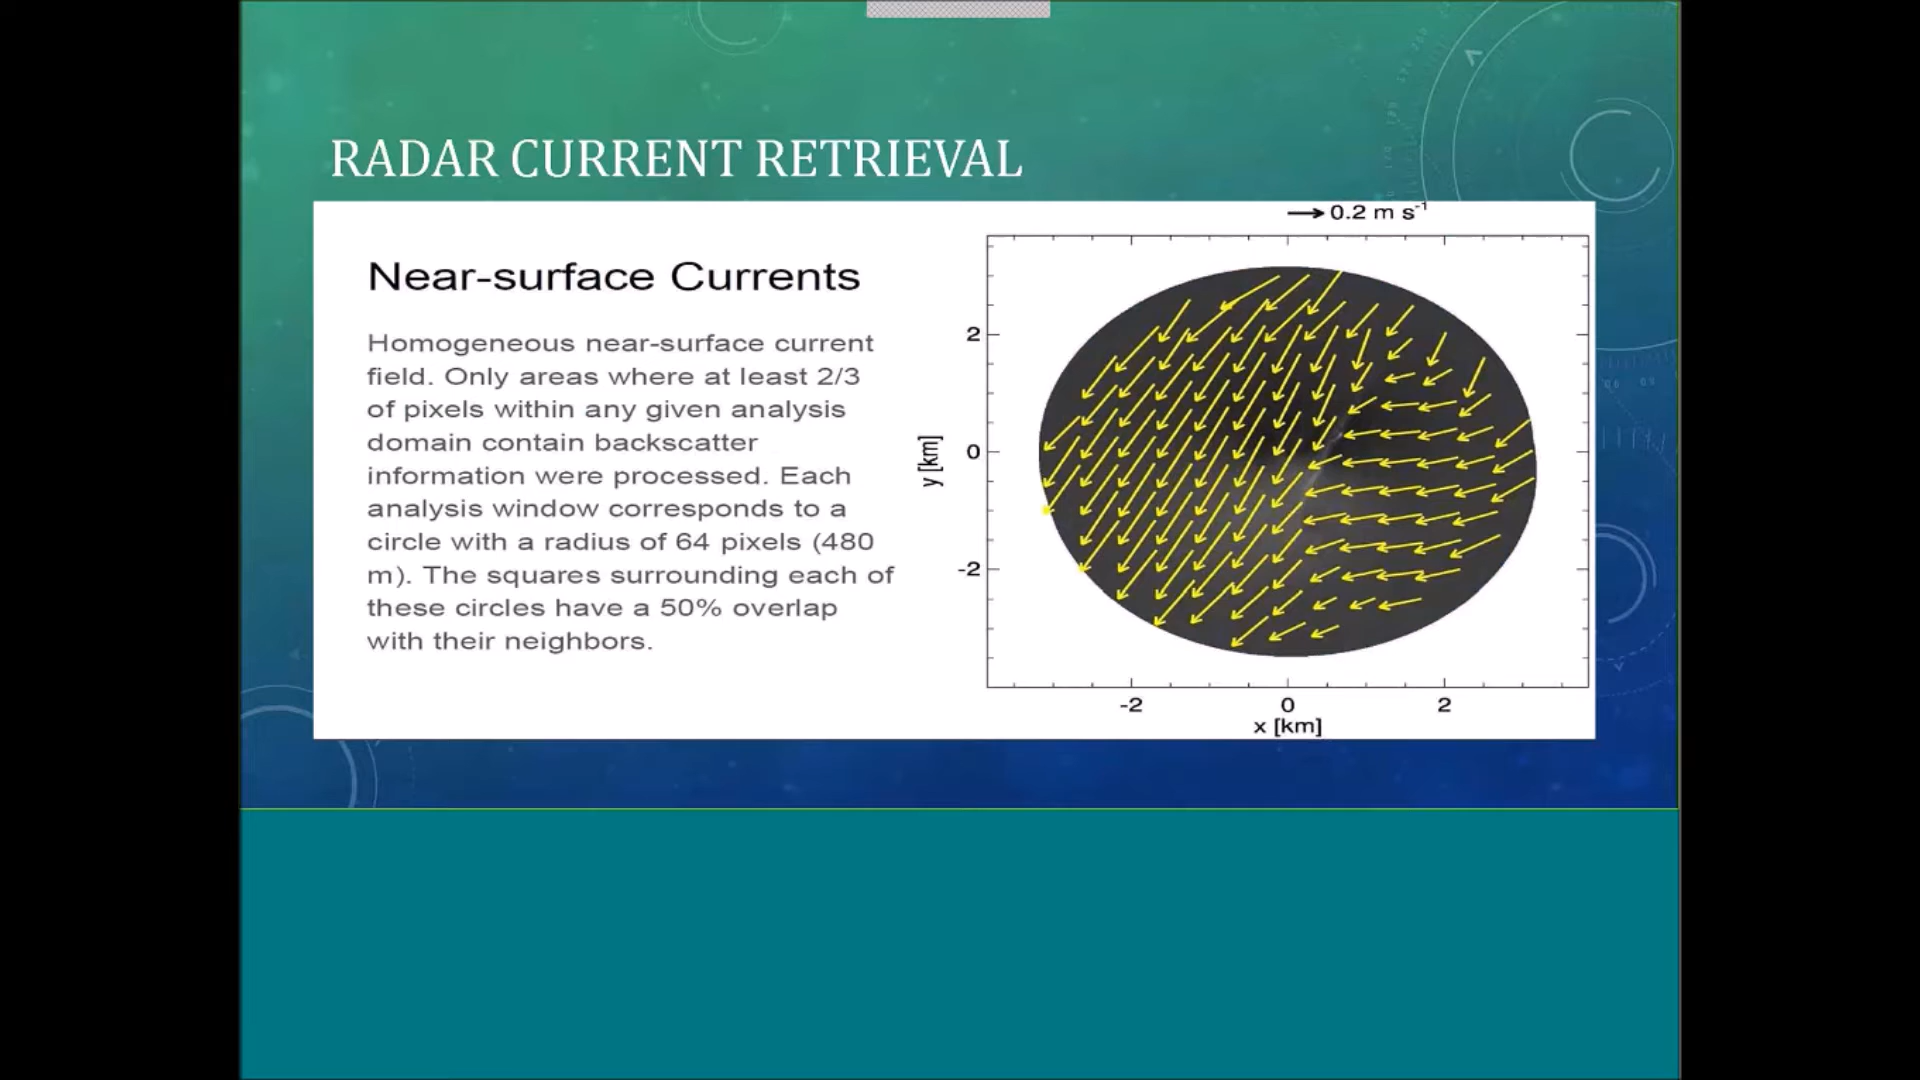 RADAR CURRENT RETRIEVAL
Near-surface Currents
Homogeneous near-surface current
field. Only areas where at least 2/3
of pixels within any given analysis
domain contain backscatter
information were processed. Each
analysis window corresponds to a
circle with a radius of 64 pixels (480
m). The squares surrounding each of
these circles have a 50% overlap
with their neighbors.
0.2 m s⁻¹
2
0
-2
y [km]
-2 0 2
x [km]